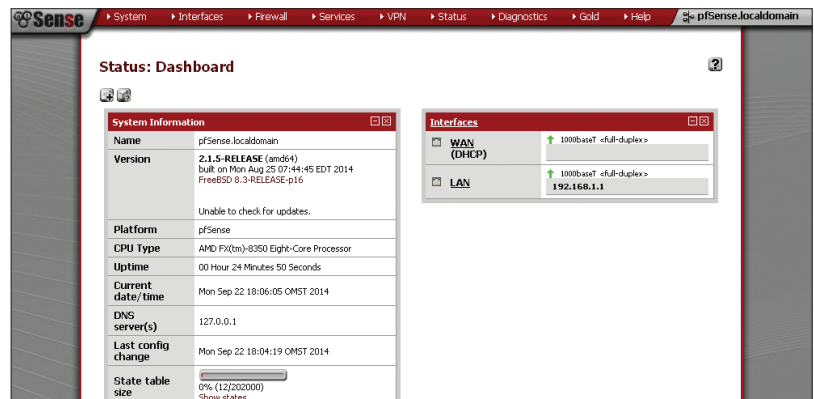 Sense
System Interfaces Firewall Services VPN Status Diagnostics Gold Help pfSense.localdomain
Status: Dashboard
?
System Information
Name pfSense.localdomain
Version 2.1.5-RELEASE (amd64)
built on Mon Aug 25 07:44:45 EDT 2014
FreeBSD 8.3-RELEASE-p16
Unable to check for updates.
Platform pfSense
CPU Type AMD FX(tm)-8350 Eight-Core Processor
Uptime 00 Hour 24 Minutes 50 Seconds
Current date/time Mon Sep 22 18:06:05 OMST 2014
DNS server(s) 127.0.0.1
Last config change Mon Sep 22 18:04:19 OMST 2014
State table size 0% (12/202000)
Show states
Interfaces
WAN (DHCP) 1000baseT <full-duplex>
LAN 1000baseT <full-duplex>
192.168.1.1